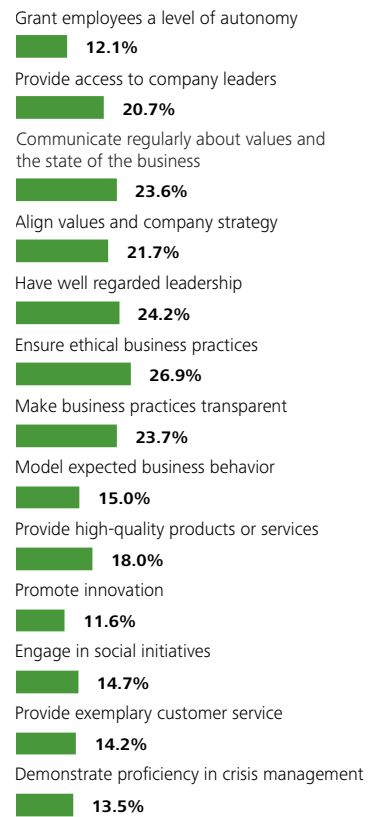 Grant employees a level of autonomy
12.1%
Provide access to company leaders
20.7%
Communicate regularly about values and
the state of the business
23.6%
Align values and company strategy
21.7%
Have well regarded leadership
24.2%
Ensure ethical business practices
26.9%
Make business practices transparent
23.7%
Model expected business behavior
15.0%
Provide high-quality products or services
18.0%
Promote innovation
11.6%
Engage in social initiatives
14.7%
Provide exemplary customer service
14.2%
Demonstrate proficiency in crisis management
13.5%